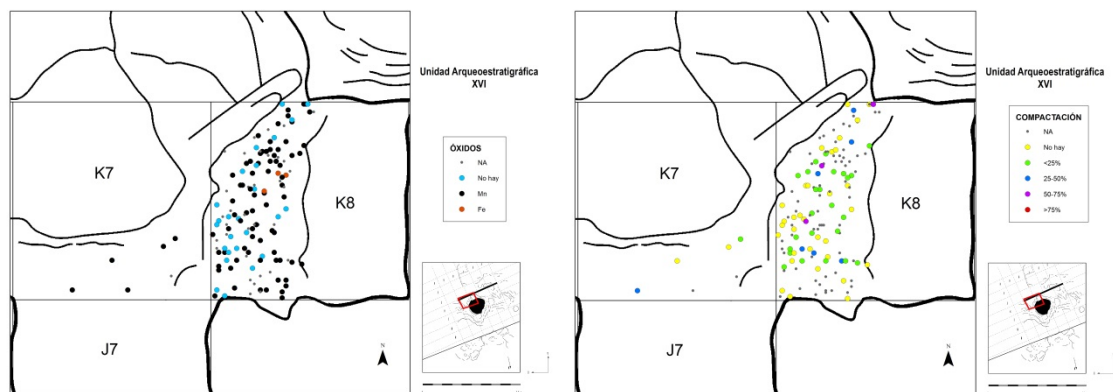 Unidad Arqueoestratigráfica
XVI
ÓXIDOS
NA
No hay
Mn
Fe
K7
K8
J7
N
Unidad Arqueoestratigráfica
XVI
COMPACTACIÓN
NA
No hay
<25%
25-50%
50-75%
>75%
K7
K8
J7
N